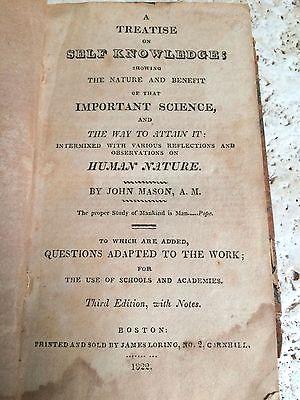 A
TREATISE
ON
SELF KNOWLEDGE;
SHOWING
THE NATURE AND BENEFIT
OF THAT
IMPORTANT SCIENCE,
AND
THE WAY TO ATTAIN IT:
INTERMIXED WITH VARIOUS REFLECTIONS AND
OBSERVATIONS ON
HUMAN NATURE.
BY JOHN MASON, A. M.
The proper Study of Mankind is Man.....Pope.
TO WHICH ARE ADDED,
QUESTIONS ADAPTED TO THE WORK;
FOR
THE USE OF SCHOOLS AND ACADEMIES.
Third Edition, with Notes.
BOSTON:
PRINTED AND SOLD BY JAMES LORING, NO. 2, CORNHILL.
1822.